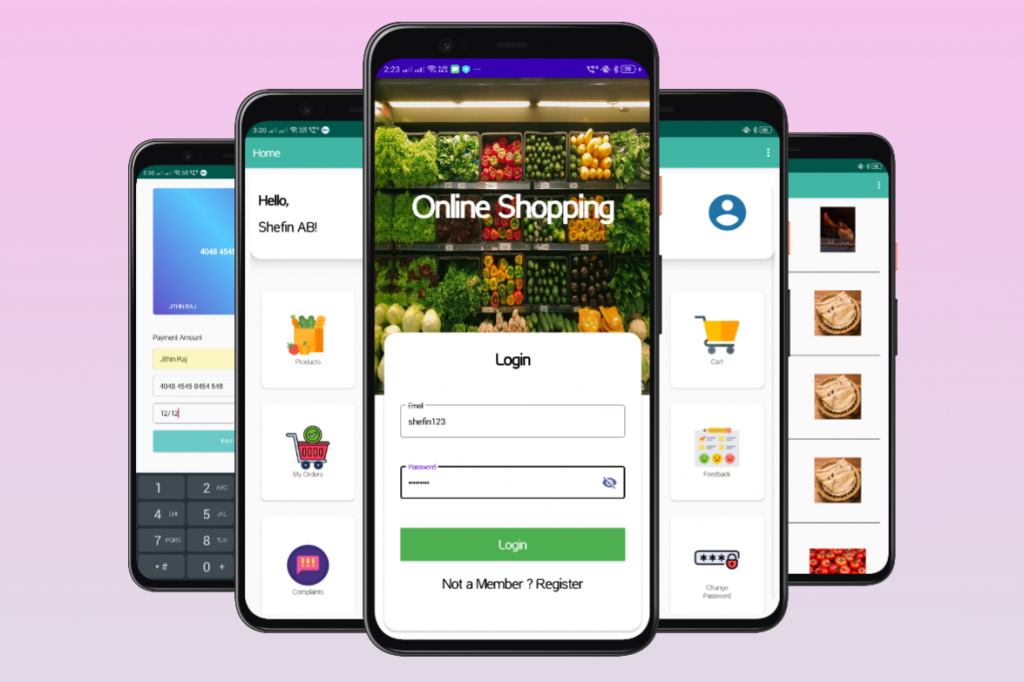 3:30
4048 4545
JITHIN RAJ
Payment Amount
Jithin Raj
4048 4545 8454 548
12/12
PAY
1
2 ABC
4 GHI
5 JKL
7 PQRS
8 TUV
* #
0 +
3:20
Home
Hello,
Shefin AB!
Products
My Orders
Complaints
2:23
Online Shopping
Login
Email
shefin123
Password
•••••••••
Login
Not a Member ? Register
Cart
Feedback
***
Change
Password